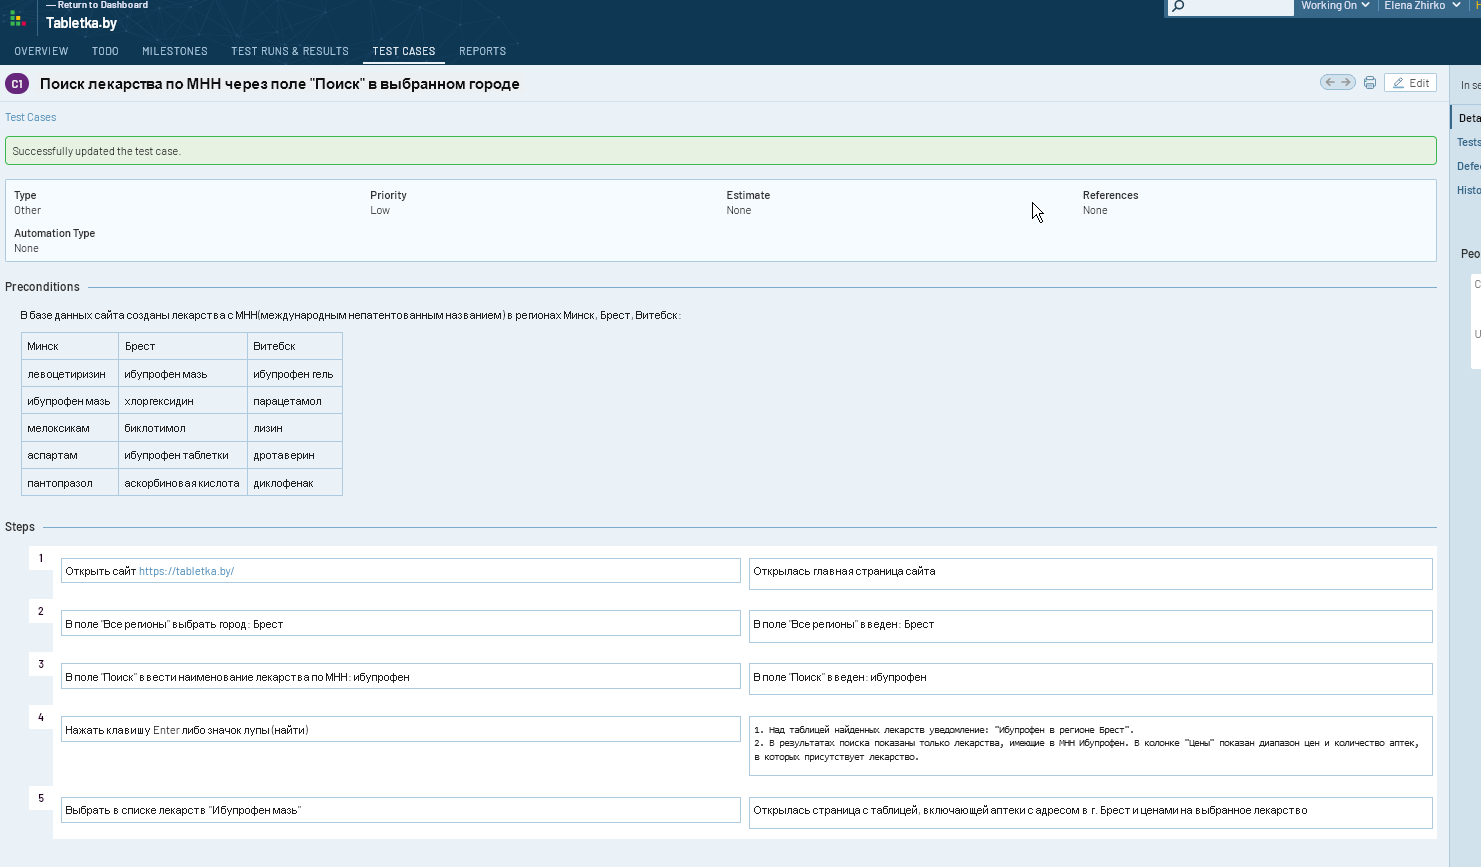 — Return to Dashboard
Tabletka.by
Working On
Elena Zhirko
OVERVIEW TODO MILESTONES TEST RUNS & RESULTS TEST CASES REPORTS
C1 Поиск лекарства по МНН через поле "Поиск" в выбранном городе
Edit
Test Cases
Successfully updated the test case.
Type Priority Estimate References
Other Low None None
Automation Type
None
Preconditions
В базе данных сайта созданы лекарства с МНН(международным непатентованным названием) в регионах Минск, Брест, Витебск:
Минск Брест Витебск
левоцетиризин ибупрофен мазь ибупрофен гель
ибупрофен мазь хлоргексидин парацетамол
мелоксикам биклотимол лизин
аспартам ибупрофен таблетки дротаверин
пантопразол аскорбиновая кислота диклофенак
Steps
1
Открыть сайт https://tabletka.by/
Открылась главная страница сайта
2
В поле "Все регионы" выбрать город: Брест
В поле "Все регионы" введен: Брест
3
В поле "Поиск" ввести наименование лекарства по МНН: ибупрофен
В поле "Поиск" введен: ибупрофен
4
Нажать клавишу Enter либо значок лупы (найти)
1. Над таблицей найденных лекарств уведомление: "Ибупрофен в регионе Брест".
2. В результатах поиска показаны только лекарства, имеющие в МНН Ибупрофен. В колонке "Цены" показан диапазон цен и количество аптек,
в которых присутствует лекарство.
5
Выбрать в списке лекарств "Ибупрофен мазь"
Открылась страница с таблицей, включающей аптеки с адресом в г. Брест и ценами на выбранное лекарство
In se
Deta
Tests
Defe
Histo
Peo
C
U